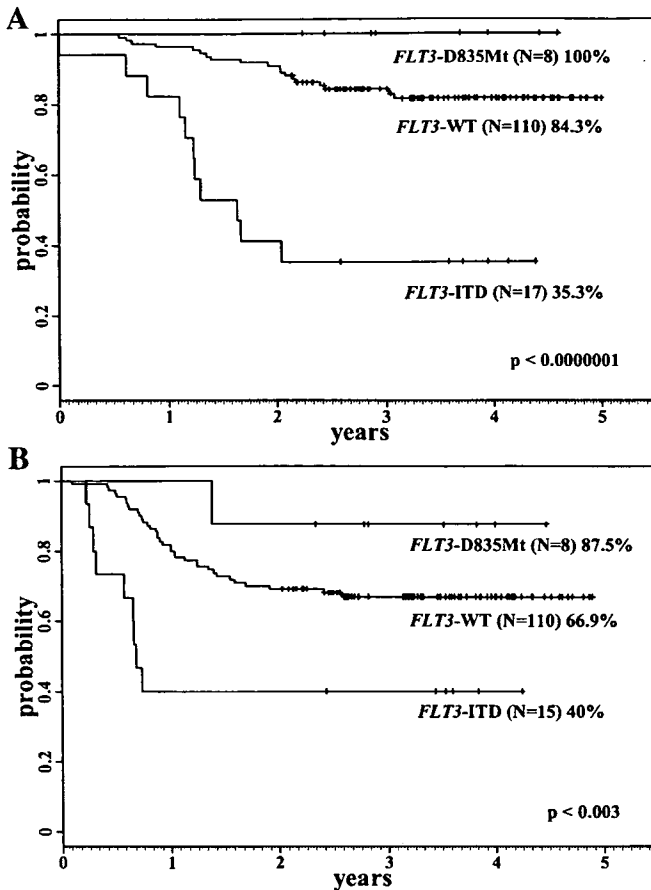 A
FLT3-D835Mt (N=8) 100%
FLT3-WT (N=110) 84.3%
FLT3-ITD (N=17) 35.3%
p < 0.0000001
probability
1
0.8
0.6
0.4
0.2
0
0 1 2 3 4 5
years
B
FLT3-D835Mt (N=8) 87.5%
FLT3-WT (N=110) 66.9%
FLT3-ITD (N=15) 40%
p < 0.003
probability
1
0.8
0.6
0.4
0.2
0
0 1 2 3 4 5
years